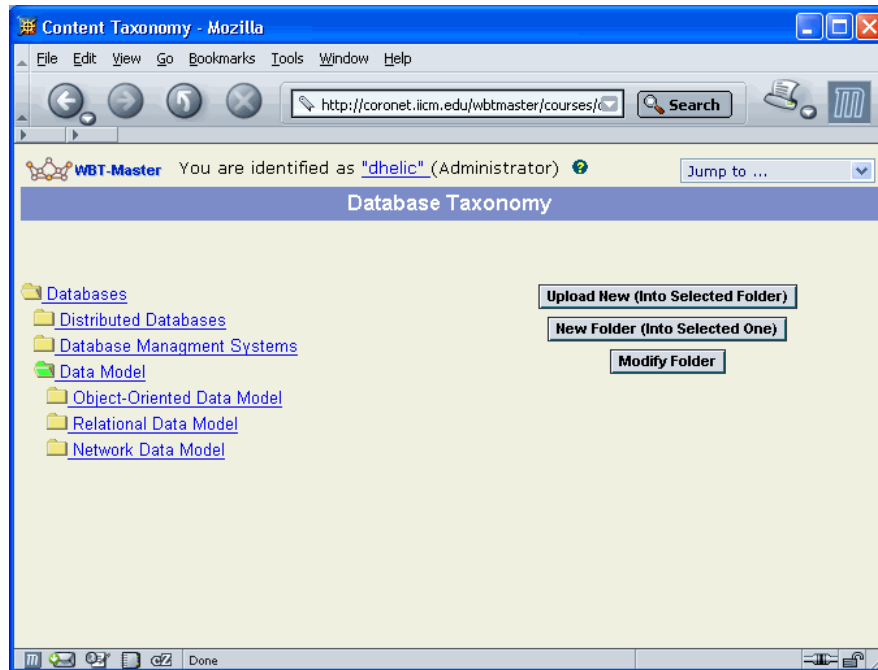 Content Taxonomy - Mozilla
File Edit View Go Bookmarks Tools Window Help
http://coronet.iicm.edu/wbtmaster/courses/ Search
WBT-Master You are identified as "dhelic" (Administrator) ? Jump to ...
Database Taxonomy
Databases
Distributed Databases
Database Managment Systems
Data Model
Object-Oriented Data Model
Relational Data Model
Network Data Model
Upload New (Into Selected Folder)
New Folder (Into Selected One)
Modify Folder
Done